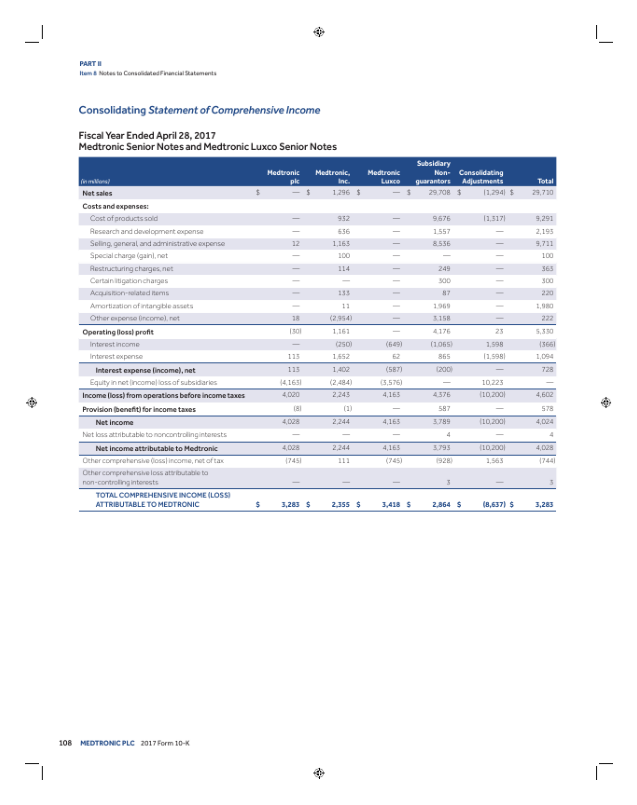 PART II
Item 8 Notes to Consolidated Financial Statements
Consolidating Statement of Comprehensive Income
Fiscal Year Ended April 28, 2017
Medtronic Senior Notes and Medtronic Luxco Senior Notes
(in millions) Medtronic plc Medtronic, Inc. Medtronic Luxco Subsidiary Non-guarantors Consolidating Adjustments Total
Net sales $ — $ 1,296 $ — $ 29,708 $ (1,294) $ 29,710
Costs and expenses:
Cost of products sold — 932 — 9,676 (1,317) 9,291
Research and development expense — 636 — 1,557 — 2,193
Selling, general, and administrative expense 12 1,163 — 8,536 — 9,711
Special charge (gain), net — 100 — — — 100
Restructuring charges, net — 114 — 249 — 363
Certain litigation charges — — — 300 — 300
Acquisition-related items — 133 — 87 — 220
Amortization of intangible assets — 11 — 1,969 — 1,980
Other expense (income), net 18 (2,954) — 3,158 — 222
Operating (loss) profit (30) 1,161 — 4,176 23 5,330
Interest income — (250) (649) (1,065) 1,598 (366)
Interest expense 113 1,652 62 865 (1,598) 1,094
Interest expense (income), net 113 1,402 (587) (200) — 728
Equity in net (income) loss of subsidiaries (4,163) (2,484) (3,576) — 10,223 —
Income (loss) from operations before income taxes 4,020 2,243 4,163 4,376 (10,200) 4,602
Provision (benefit) for income taxes (8) (1) — 587 — 578
Net income 4,028 2,244 4,163 3,789 (10,200) 4,024
Net loss attributable to noncontrolling interests — — — 4 — 4
Net income attributable to Medtronic 4,028 2,244 4,163 3,793 (10,200) 4,028
Other comprehensive (loss) income, net of tax (745) 111 (745) (928) 1,563 (744)
Other comprehensive loss attributable to
non-controlling interests — — — 3 — 3
TOTAL COMPREHENSIVE INCOME (LOSS)
ATTRIBUTABLE TO MEDTRONIC $ 3,283 $ 2,355 $ 3,418 $ 2,864 $ (8,637) $ 3,283
108 MEDTRONIC PLC 2017 Form 10-K